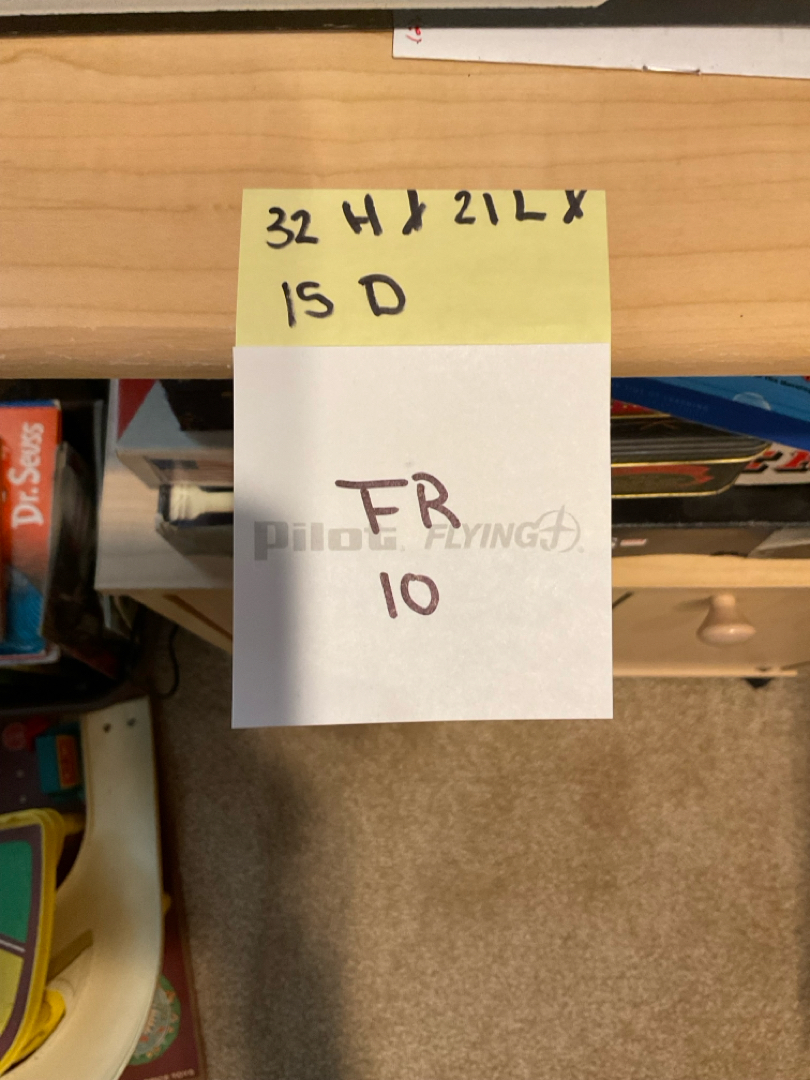 32 H X 21 L X
15 D
FR
PILOT FLYING J
10
Dr. Seuss